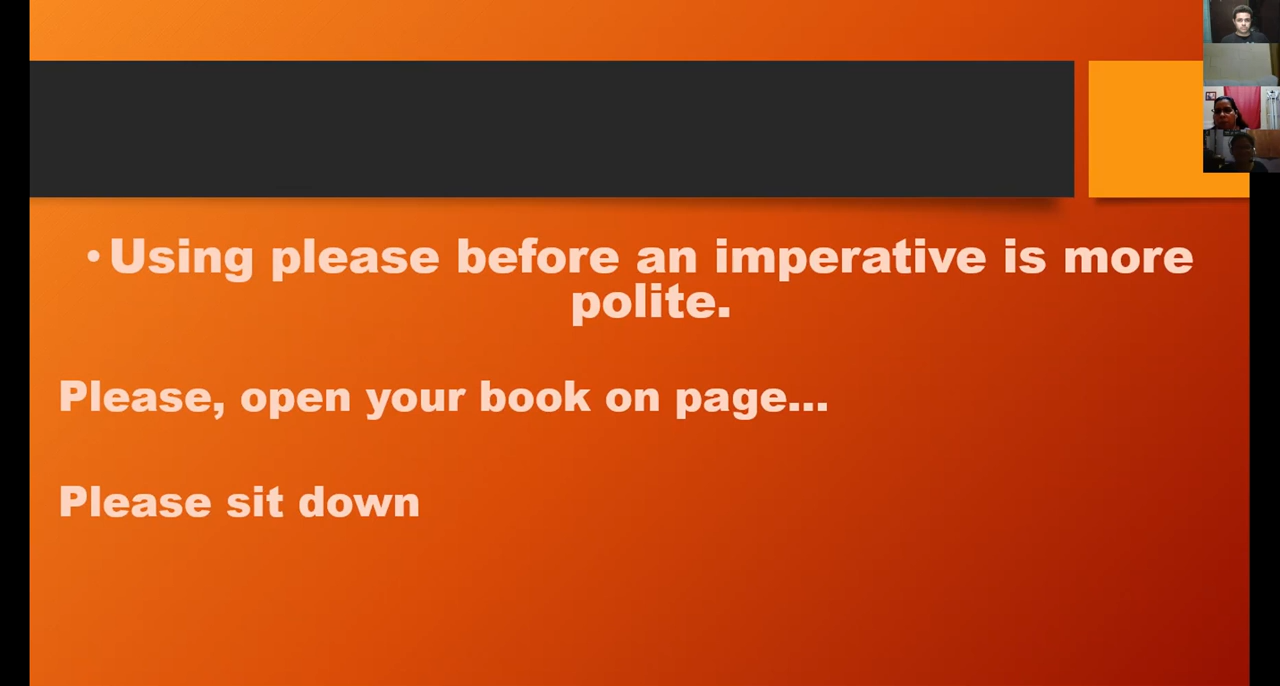 • Using please before an imperative is more
polite.
Please, open your book on page...
Please sit down